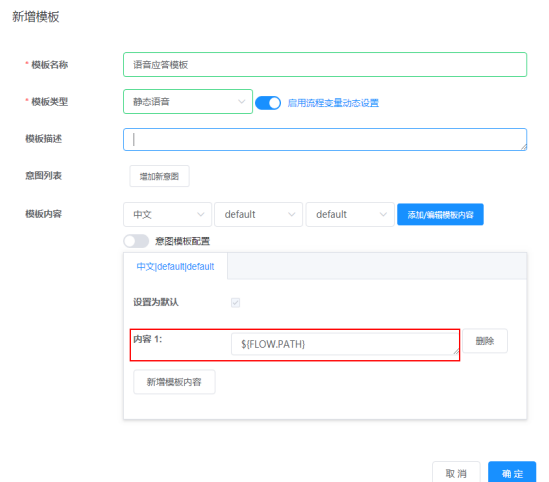 新增模板
* 模板名称 语音应答模板
* 模板类型 静态语音 启用流程变量动态设置
模板描述
意图列表 增加新意图
模板内容 中文 default default 添加/编辑模板内容
意图模板配置
中文|default|default
设置为默认
内容 1: ${FLOW.PATH} 删除
新增模板内容
取 消 确 定